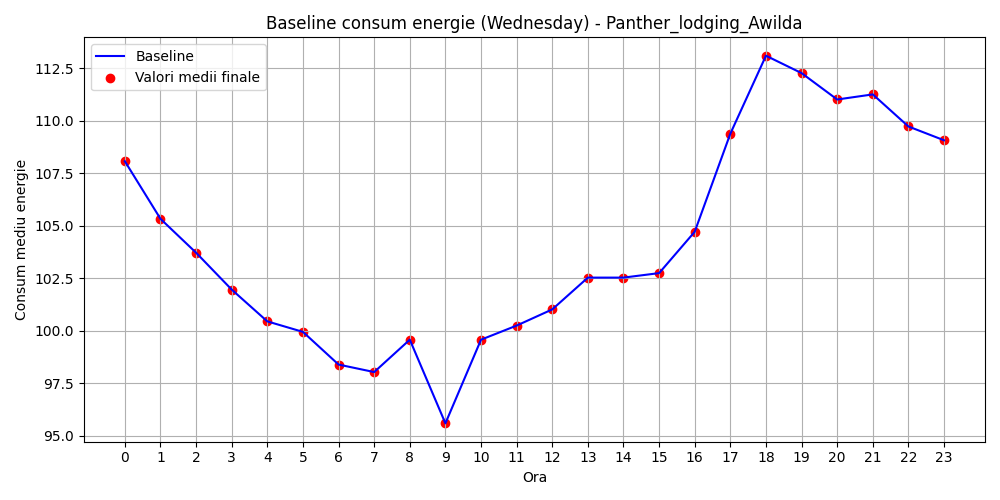 Baseline consum energie (Wednesday) - Panther_lodging_Awilda
Baseline
Valori medii finale
Consum mediu energie
112.5
110.0
107.5
105.0
102.5
100.0
97.5
95.0
0 1 2 3 4 5 6 7 8 9 10 11 12 13 14 15 16 17 18 19 20 21 22 23
Ora